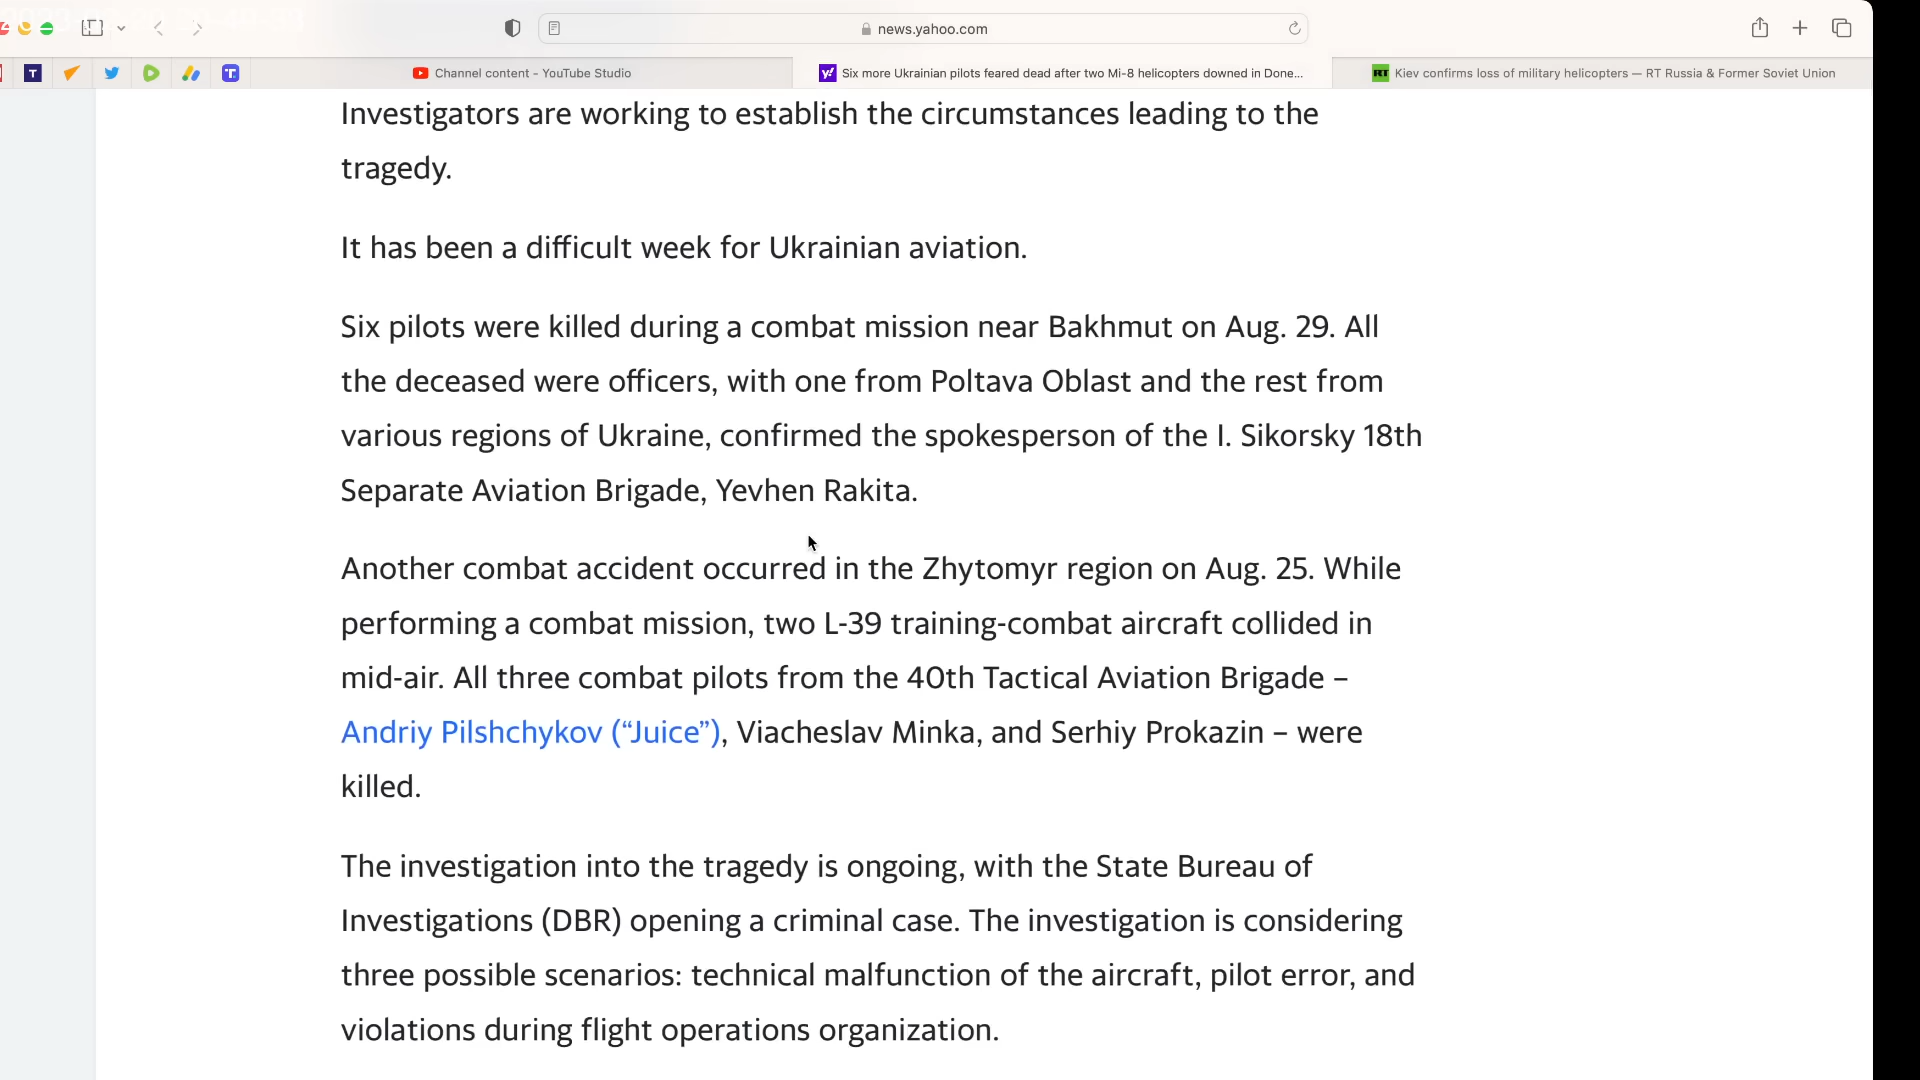 news.yahoo.com
Channel content - YouTube Studio
Six more Ukrainian pilots feared dead after two Mi-8 helicopters downed in Done...
Kiev confirms loss of military helicopters — RT Russia & Former Soviet Union
Investigators are working to establish the circumstances leading to the
tragedy.
It has been a difficult week for Ukrainian aviation.
Six pilots were killed during a combat mission near Bakhmut on Aug. 29. All
the deceased were officers, with one from Poltava Oblast and the rest from
various regions of Ukraine, confirmed the spokesperson of the I. Sikorsky 18th
Separate Aviation Brigade, Yevhen Rakita.
Another combat accident occurred in the Zhytomyr region on Aug. 25. While
performing a combat mission, two L-39 training-combat aircraft collided in
mid-air. All three combat pilots from the 40th Tactical Aviation Brigade –
Andriy Pilshchykov (“Juice”), Viacheslav Minka, and Serhiy Prokazin – were
killed.
The investigation into the tragedy is ongoing, with the State Bureau of
Investigations (DBR) opening a criminal case. The investigation is considering
three possible scenarios: technical malfunction of the aircraft, pilot error, and
violations during flight operations organization.